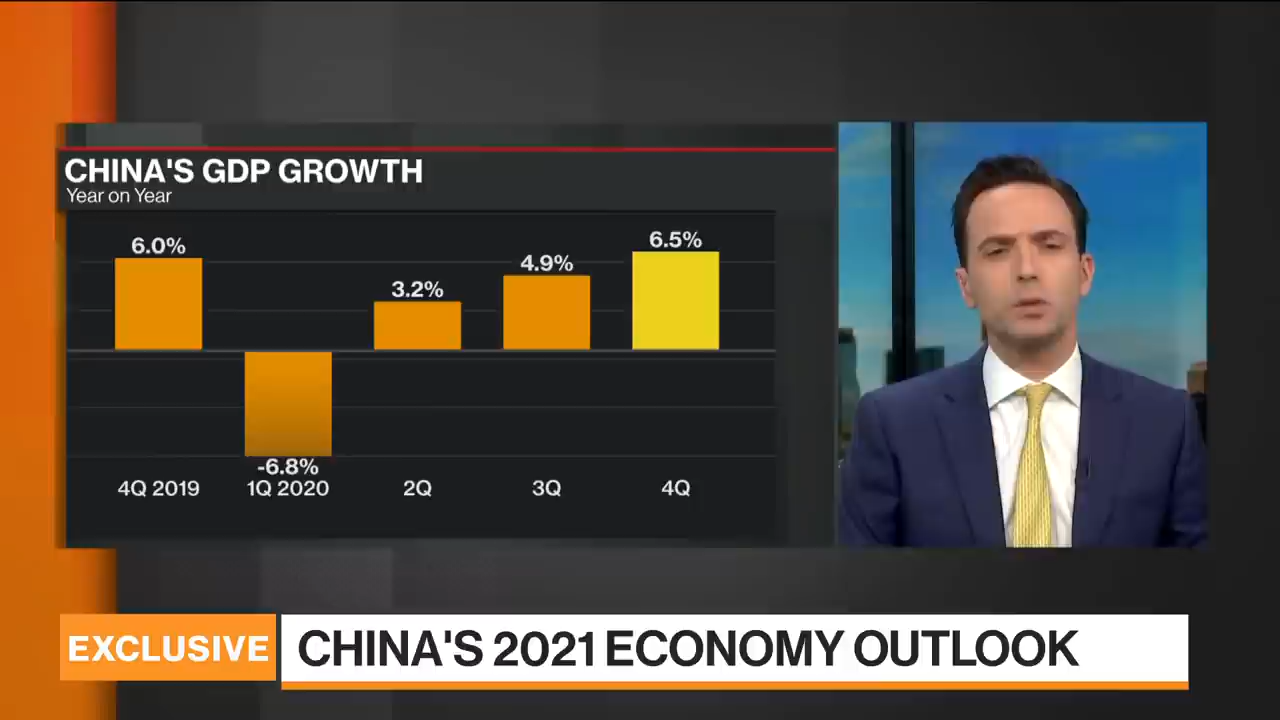 CHINA'S GDP GROWTH
Year on Year
6.0%
-6.8%
3.2%
4.9%
6.5%
4Q 2019
1Q 2020
2Q
3Q
4Q
EXCLUSIVE
CHINA'S 2021 ECONOMY OUTLOOK